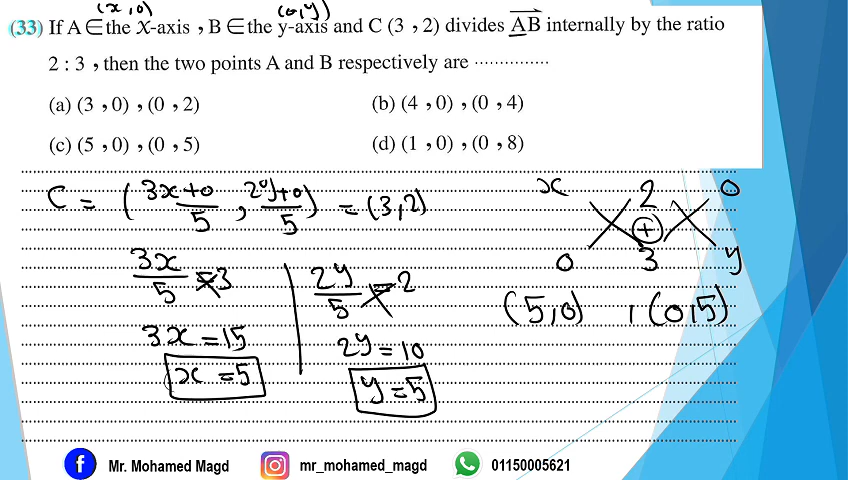 (x ,0) (0,y)
(33) If A ∈ the X-axis , B ∈ the y-axis and C (3 , 2) divides AB internally by the ratio
2 : 3 , then the two points A and B respectively are ...............
(a) (3 , 0) , (0 , 2) (b) (4 , 0) , (0 , 4)
(c) (5 , 0) , (0 , 5) (d) (1 , 0) , (0 , 8)
C = (3x+0/5 , 2y+0/5) = (3,2)
x 2 0
+
0 3 y
3x/5 = 3 2y/5 = 2
(5,0) , (0,5)
3x = 15 2y = 10
x = 5 y = 5
f Mr. Mohamed Magd mr_mohamed_magd 01150005621